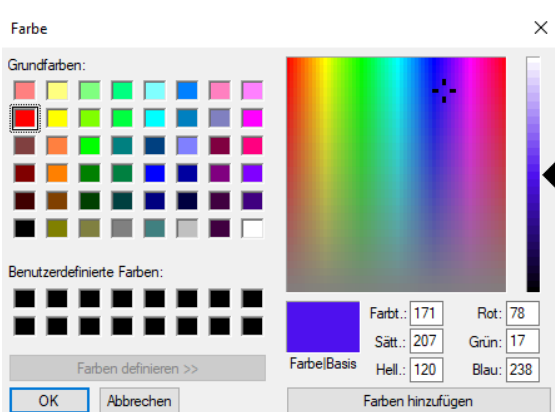 Farbe
Grundfarben:
Benutzerdefinierte Farben:
Farben definieren >>
OK
Abbrechen
Farbe|Basis
Farbt.: 171
Sätt.: 207
Hell.: 120
Rot: 78
Grün: 17
Blau: 238
Farben hinzufügen